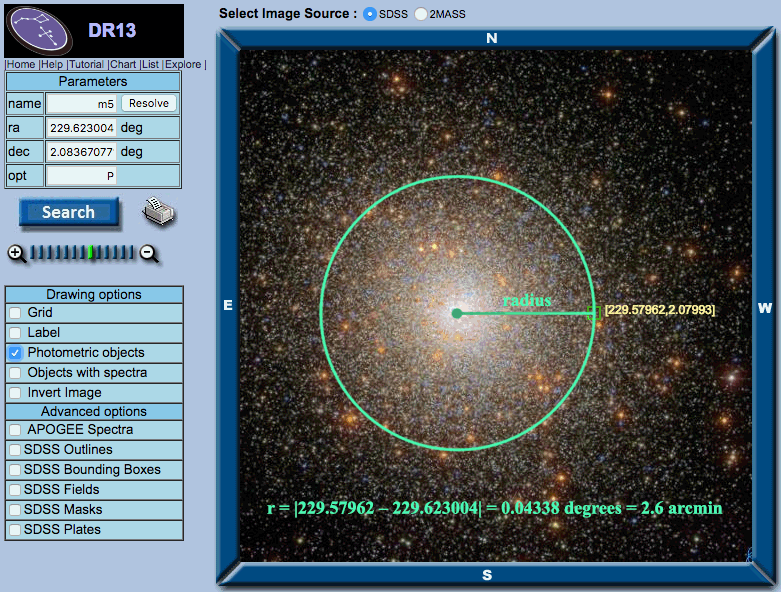 Select Image Source : SDSS 2MASS
DR13
|Home |Help |Tutorial |Chart |List |Explore |
Parameters
name m5 Resolve
ra 229.623004 deg
dec 2.08367077 deg
opt P
Search
Drawing options
Grid
Label
Photometric objects
Objects with spectra
Invert Image
Advanced options
APOGEE Spectra
SDSS Outlines
SDSS Bounding Boxes
SDSS Fields
SDSS Masks
SDSS Plates
N
E
W
S
radius
[229.57962,2.07993]
r = |229.57962 – 229.623004| = 0.04338 degrees = 2.6 arcmin